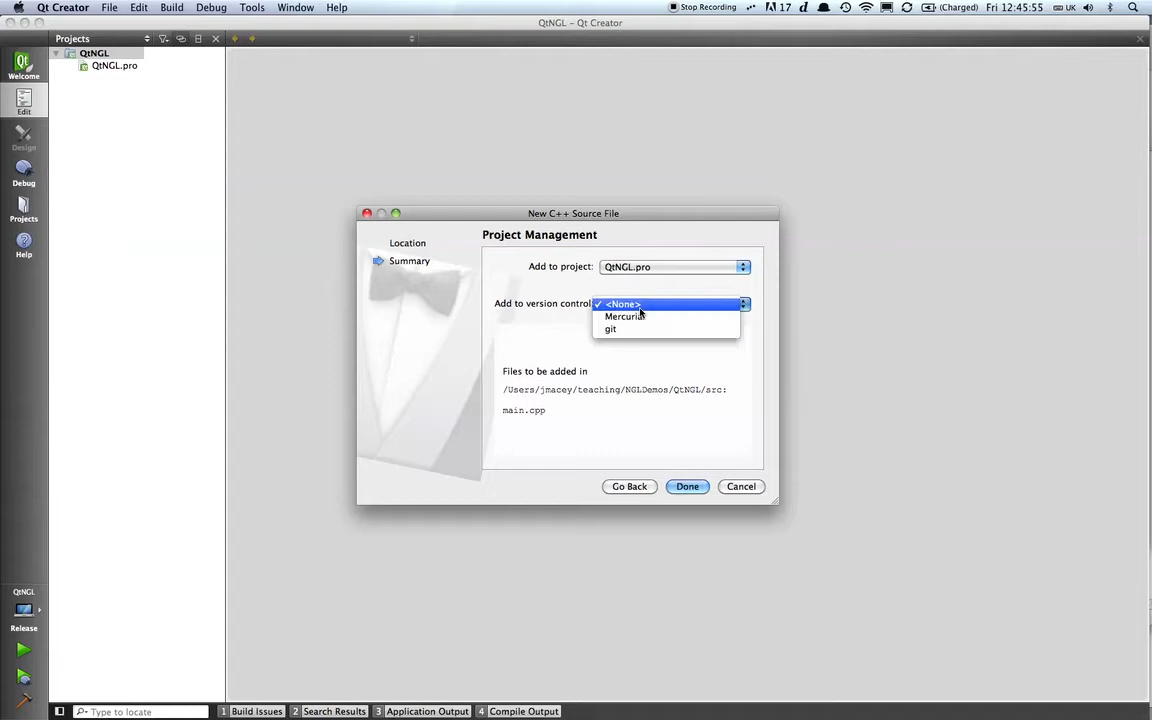 Qt Creator File Edit Build Debug Tools Window Help Stop Recording 17 (Charged) UK Fri 12:45:55
QtNGL - Qt Creator
Projects
QtNGL
QtNGL.pro
Welcome
Edit
Design
Debug
Projects
Help
New C++ Source File
Location
Summary
Project Management
Add to project: QtNGL.pro
Add to version control:
<None>
Mercurial
git
Files to be added in
/Users/jmacey/teaching/NGLDemos/QtNGL/src:
main.cpp
Go Back Done Cancel
QtNGL
Release
Type to locate 1 Build Issues 2 Search Results 3 Application Output 4 Compile Output